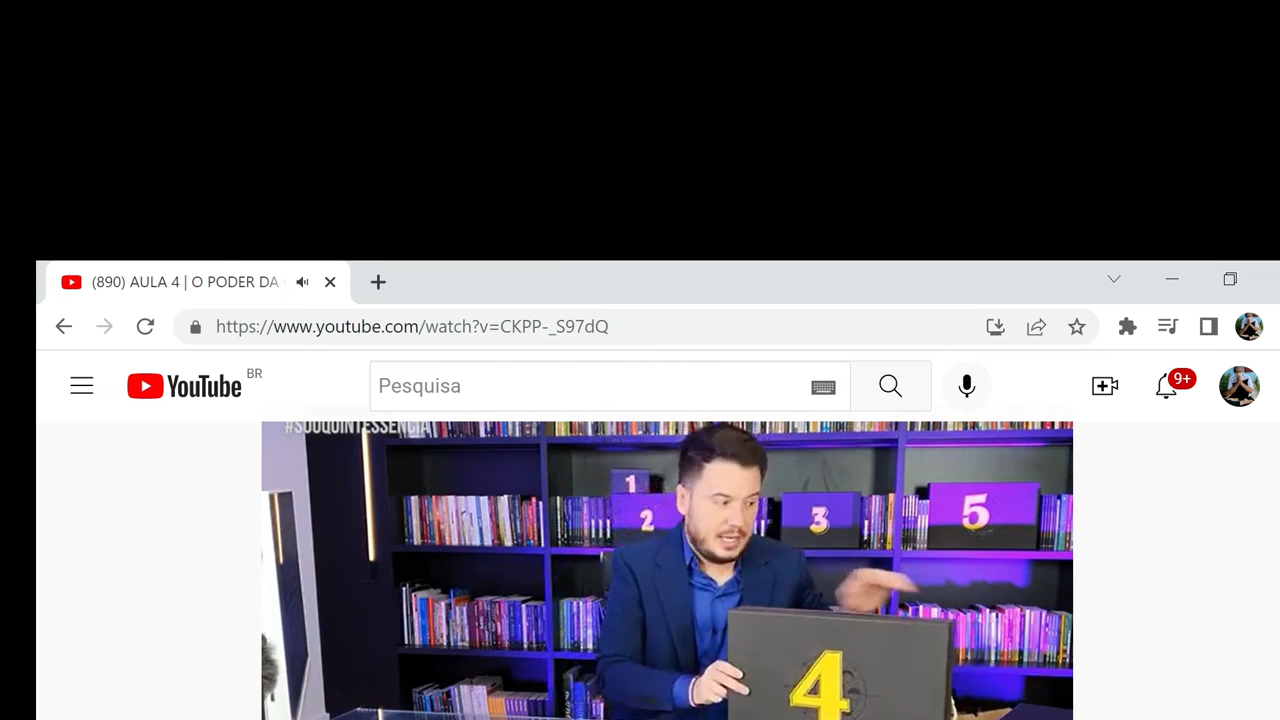 (890) AULA 4 | O PODER DA
https://www.youtube.com/watch?v=CKPP-_S97dQ
YouTube BR
Pesquisa
9+
#SOUQUINTESSENCIA
1
2
3
5
4